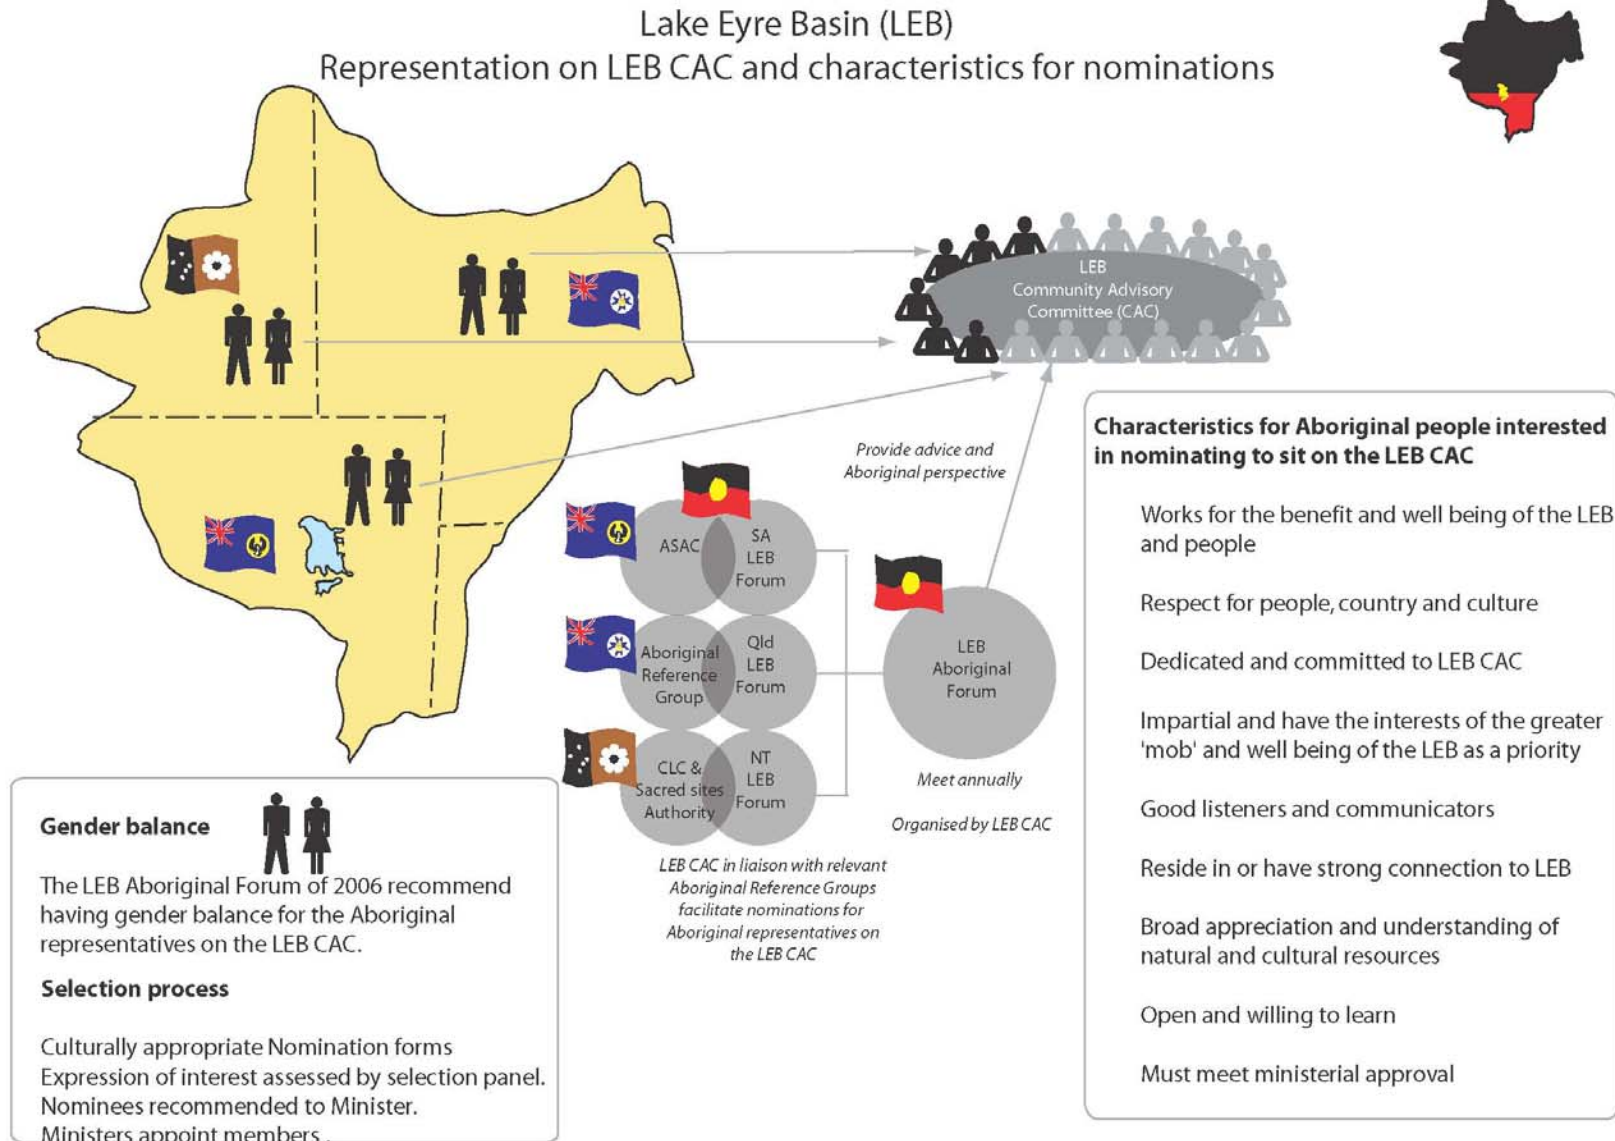 Lake Eyre Basin (LEB)
Representation on LEB CAC and characteristics for nominations
LEB
Community Advisory
Committee (CAC)
Provide advice and
Aboriginal perspective
ASAC
SA
LEB
Forum
Aboriginal
Reference
Group
Qld
LEB
Forum
CLC &
Sacred sites
Authority
NT
LEB
Forum
LEB
Aboriginal
Forum
Meet annually
Organised by LEB CAC
LEB CAC in liaison with relevant
Aboriginal Reference Groups
facilitate nominations for
Aboriginal representatives on
the LEB CAC
Gender balance
The LEB Aboriginal Forum of 2006 recommend
having gender balance for the Aboriginal
representatives on the LEB CAC.
Selection process
Culturally appropriate Nomination forms
Expression of interest assessed by selection panel.
Nominees recommended to Minister.
Ministers appoint members .
Characteristics for Aboriginal people interested
in nominating to sit on the LEB CAC
Works for the benefit and well being of the LEB
and people
Respect for people, country and culture
Dedicated and committed to LEB CAC
Impartial and have the interests of the greater
'mob' and well being of the LEB as a priority
Good listeners and communicators
Reside in or have strong connection to LEB
Broad appreciation and understanding of
natural and cultural resources
Open and willing to learn
Must meet ministerial approval